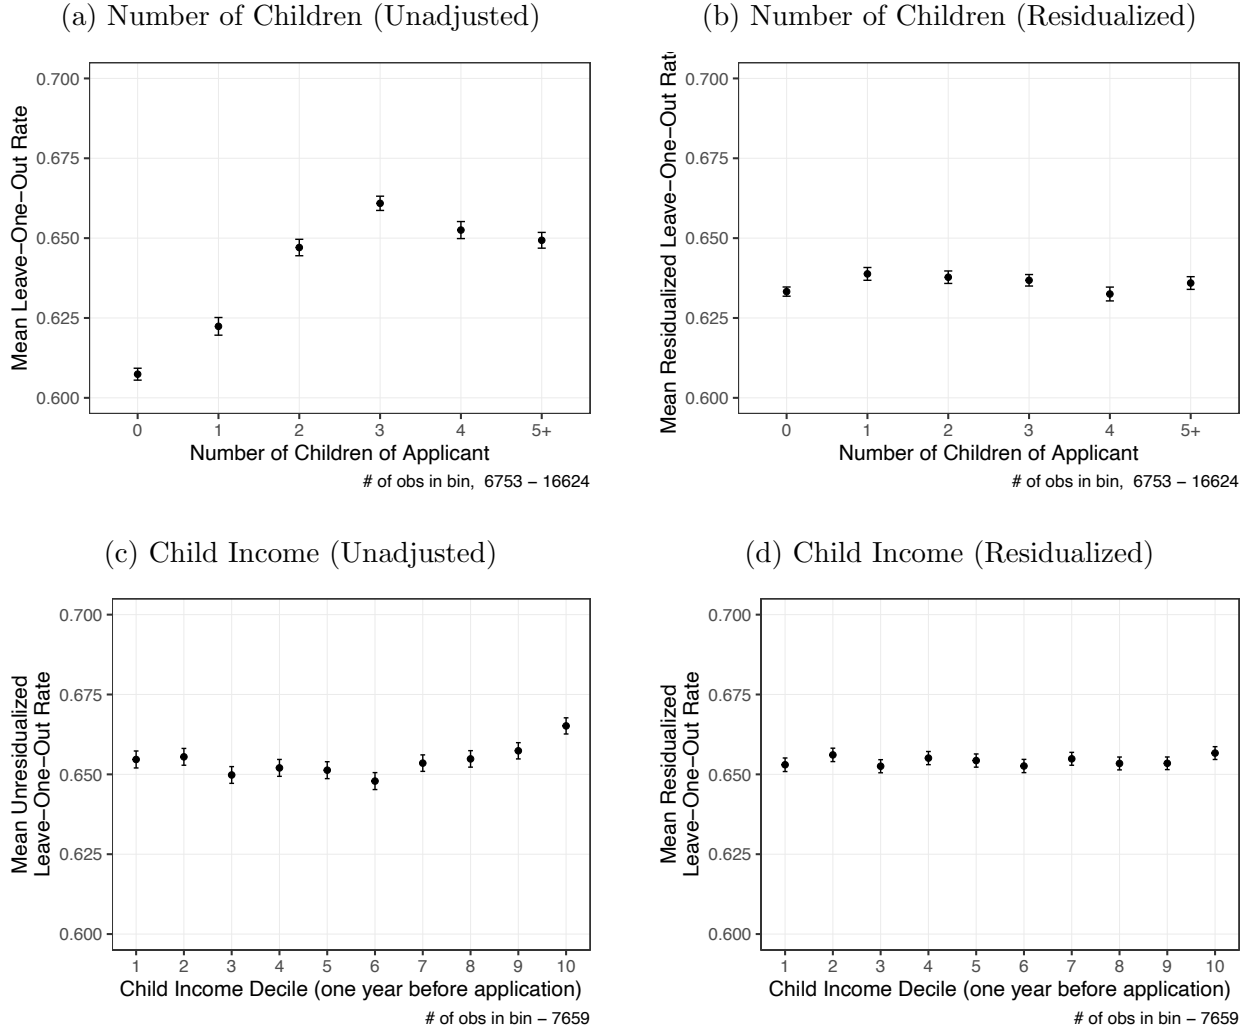 (a) Number of Children (Unadjusted)
0.700
0.675
0.650
0.625
0.600
Mean Leave−One−Out Rate
0 1 2 3 4 5+
Number of Children of Applicant
# of obs in bin,  6753 − 16624
(b) Number of Children (Residualized)
0.700
0.675
0.650
0.625
0.600
Mean Residualized Leave−One−Out Rate
0 1 2 3 4 5+
Number of Children of Applicant
# of obs in bin,  6753 − 16624
(c) Child Income (Unadjusted)
0.700
0.675
0.650
0.625
0.600
Mean Unresidualized
Leave−One−Out Rate
1 2 3 4 5 6 7 8 9 10
Child Income Decile (one year before application)
# of obs in bin − 7659
(d) Child Income (Residualized)
0.700
0.675
0.650
0.625
0.600
Mean Residualized
Leave−One−Out Rate
1 2 3 4 5 6 7 8 9 10
Child Income Decile (one year before application)
# of obs in bin − 7659